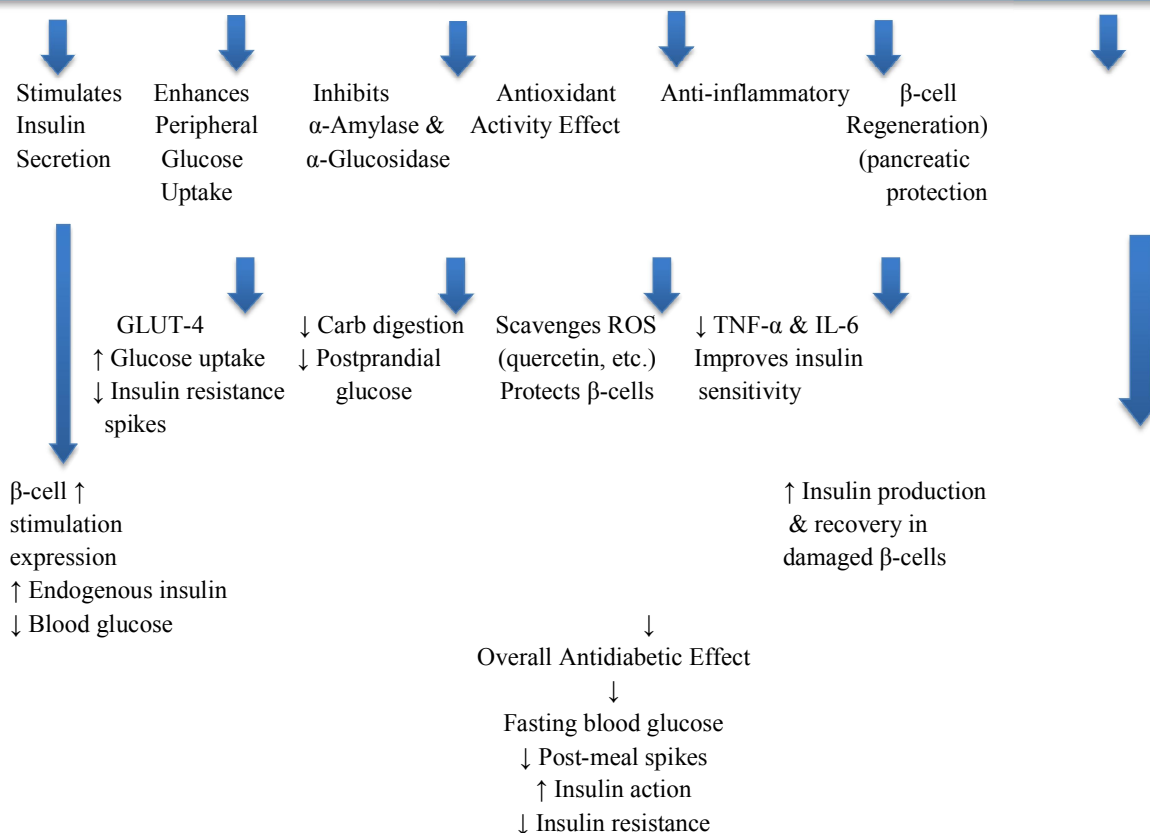 Stimulates Enhances Inhibits Antioxidant Anti-inflammatory β-cell
Insulin Peripheral α-Amylase & Activity Effect Regeneration)
Secretion Glucose α-Glucosidase (pancreatic
Uptake protection
GLUT-4 ↓ Carb digestion Scavenges ROS ↓ TNF-α & IL-6
↑ Glucose uptake ↓ Postprandial (quercetin, etc.) Improves insulin
↓ Insulin resistance glucose Protects β-cells sensitivity
spikes
β-cell ↑ ↑ Insulin production
stimulation & recovery in
expression damaged β-cells
↑ Endogenous insulin
↓ Blood glucose ↓
Overall Antidiabetic Effect
↓
Fasting blood glucose
↓ Post-meal spikes
↑ Insulin action
↓ Insulin resistance